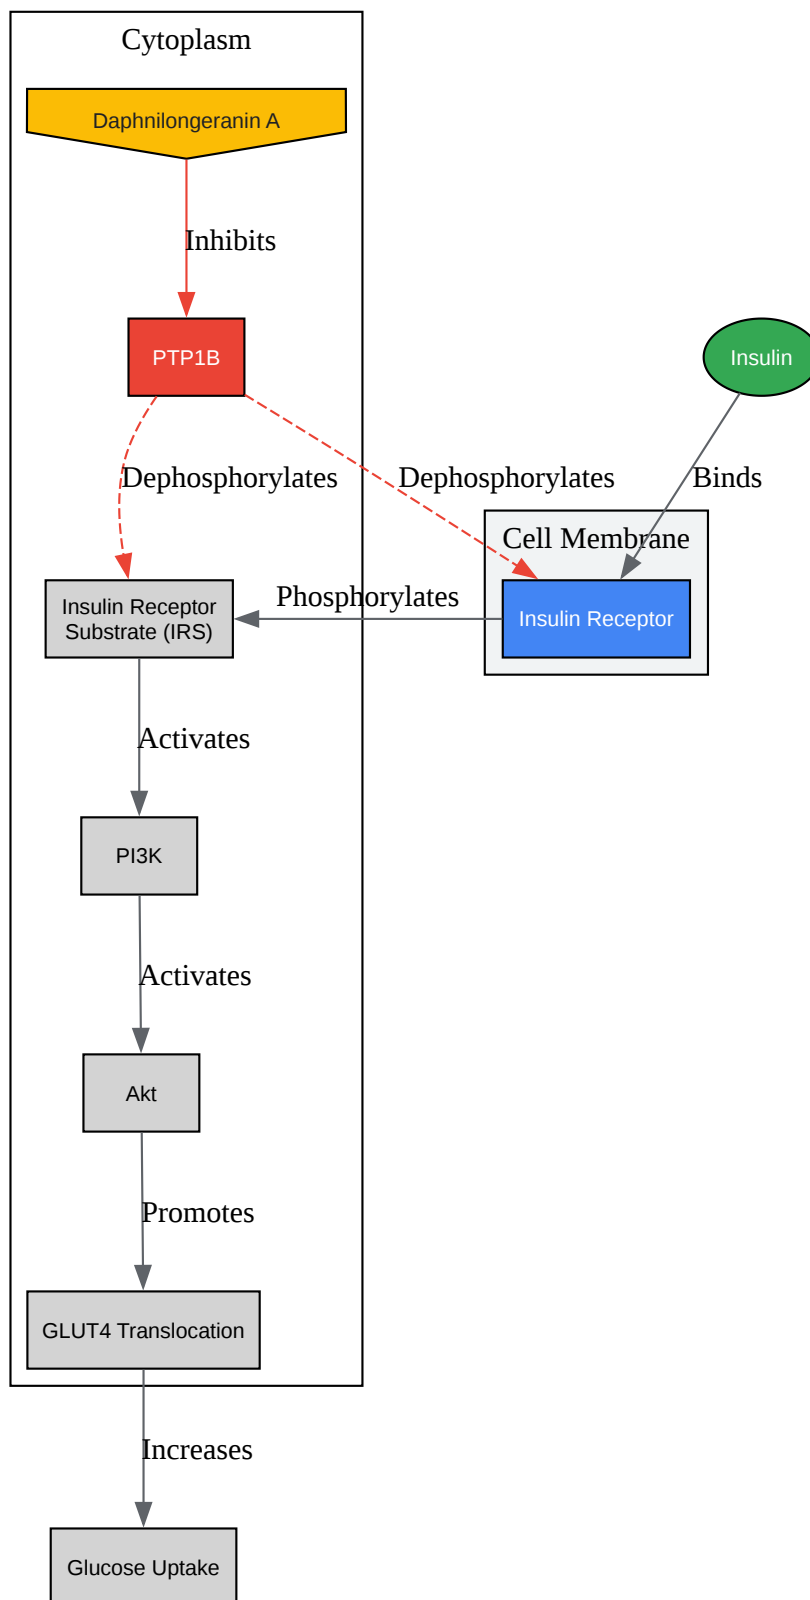 Cytoplasm
Daphnilongeranin A
Inhibits
PTP1B
Insulin
Dephosphorylates
Dephosphorylates
Binds
Cell Membrane
Phosphorylates
Insulin Receptor
Substrate (IRS)
Insulin Receptor
Activates
PI3K
Activates
Akt
Promotes
GLUT4 Translocation
Increases
Glucose Uptake